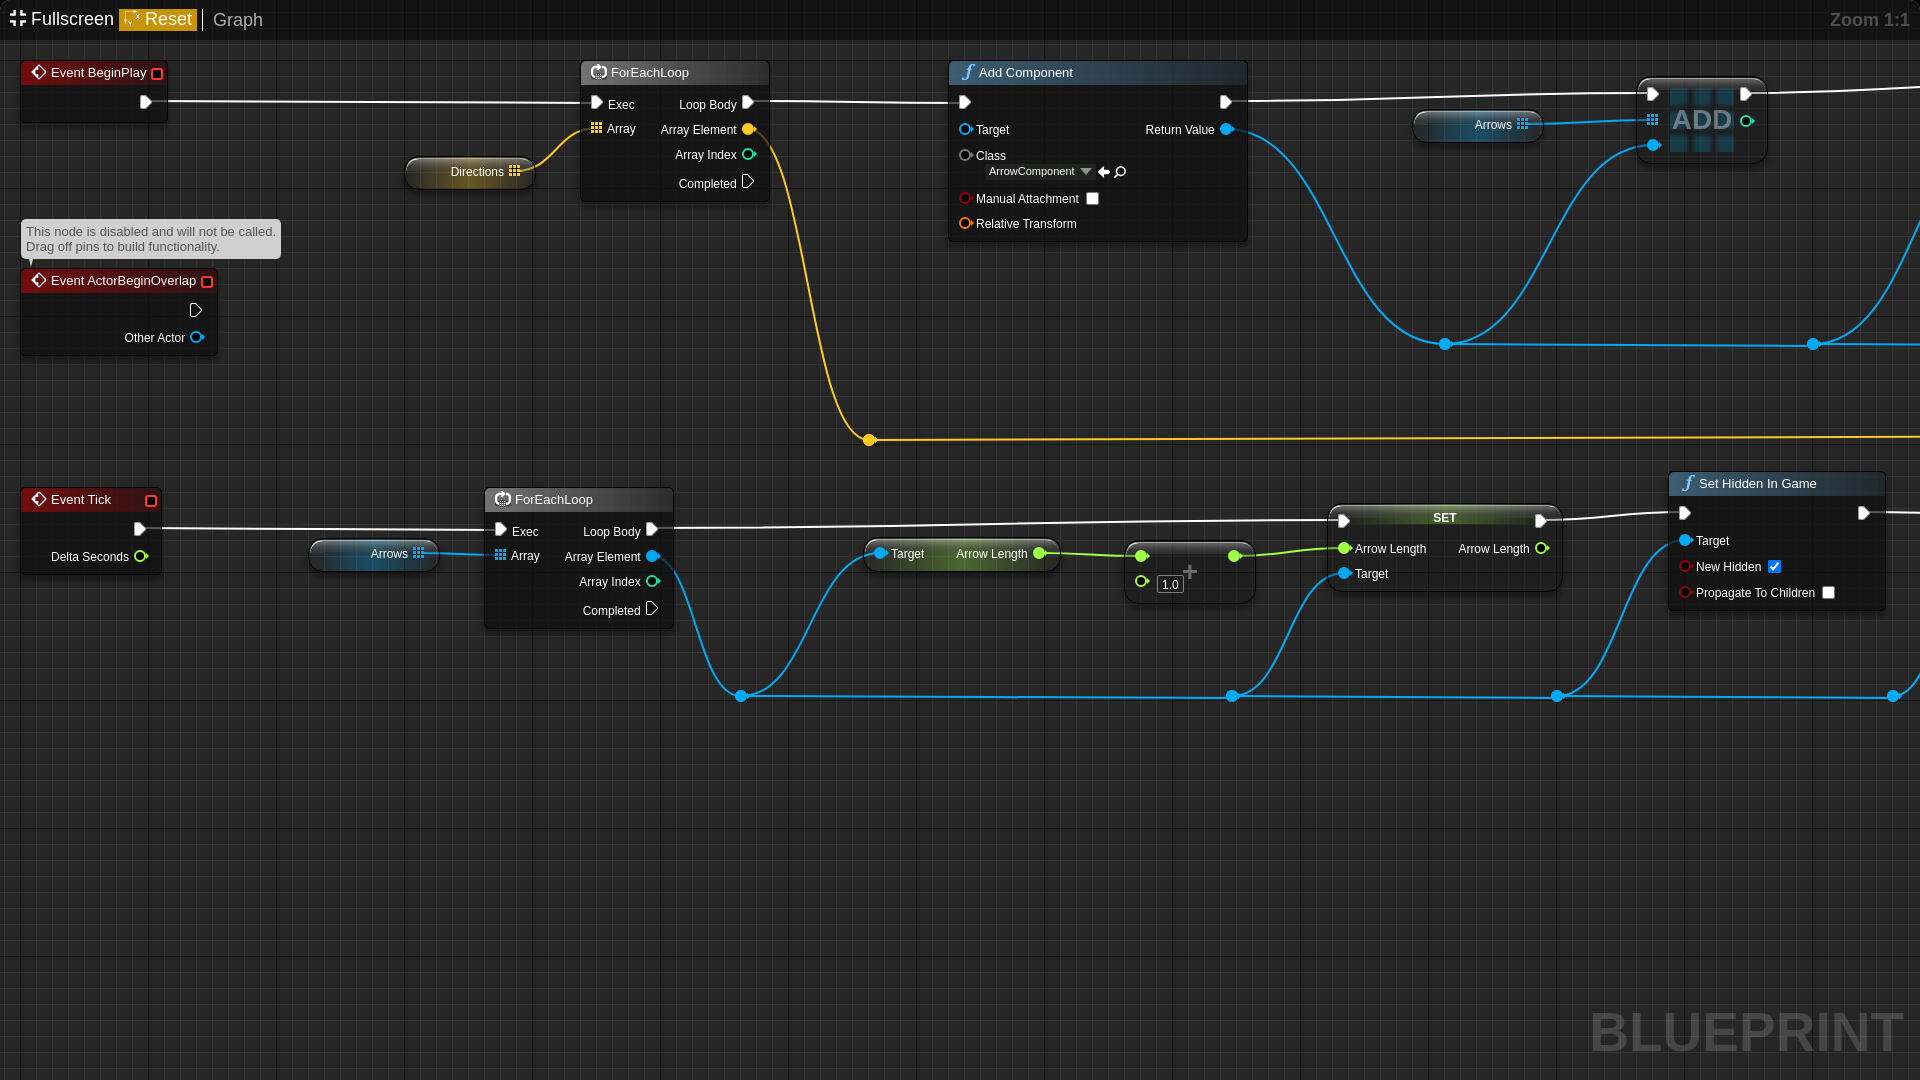 Fullscreen Reset Graph Zoom 1:1
Event BeginPlay
ForEachLoop
Exec Loop Body
Array Array Element
Array Index
Completed
Directions
Add Component
Target Return Value
Class
ArrowComponent
Manual Attachment
Relative Transform
Arrows
ADD
This node is disabled and will not be called.
Drag off pins to build functionality.
Event ActorBeginOverlap
Other Actor
Event Tick
Delta Seconds
Arrows
ForEachLoop
Exec Loop Body
Array Array Element
Array Index
Completed
Target Arrow Length
+
1.0
SET
Arrow Length Arrow Length
Target
Set Hidden In Game
Target
New Hidden
Propagate To Children
BLUEPRINT